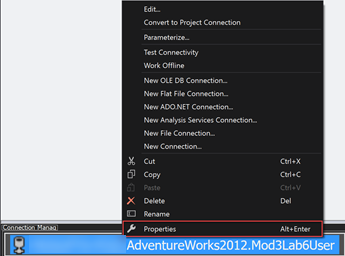 Edit...
Convert to Project Connection
Parameterize...
Test Connectivity
Work Offline
New OLE DB Connection...
New Flat File Connection...
New ADO.NET Connection...
New Analysis Services Connection...
New File Connection...
New Connection...
Cut Ctrl+X
Copy Ctrl+C
Paste Ctrl+V
Delete Del
Rename
Properties Alt+Enter
Connection Manag
AdventureWorks2012.Mod3Lab6User